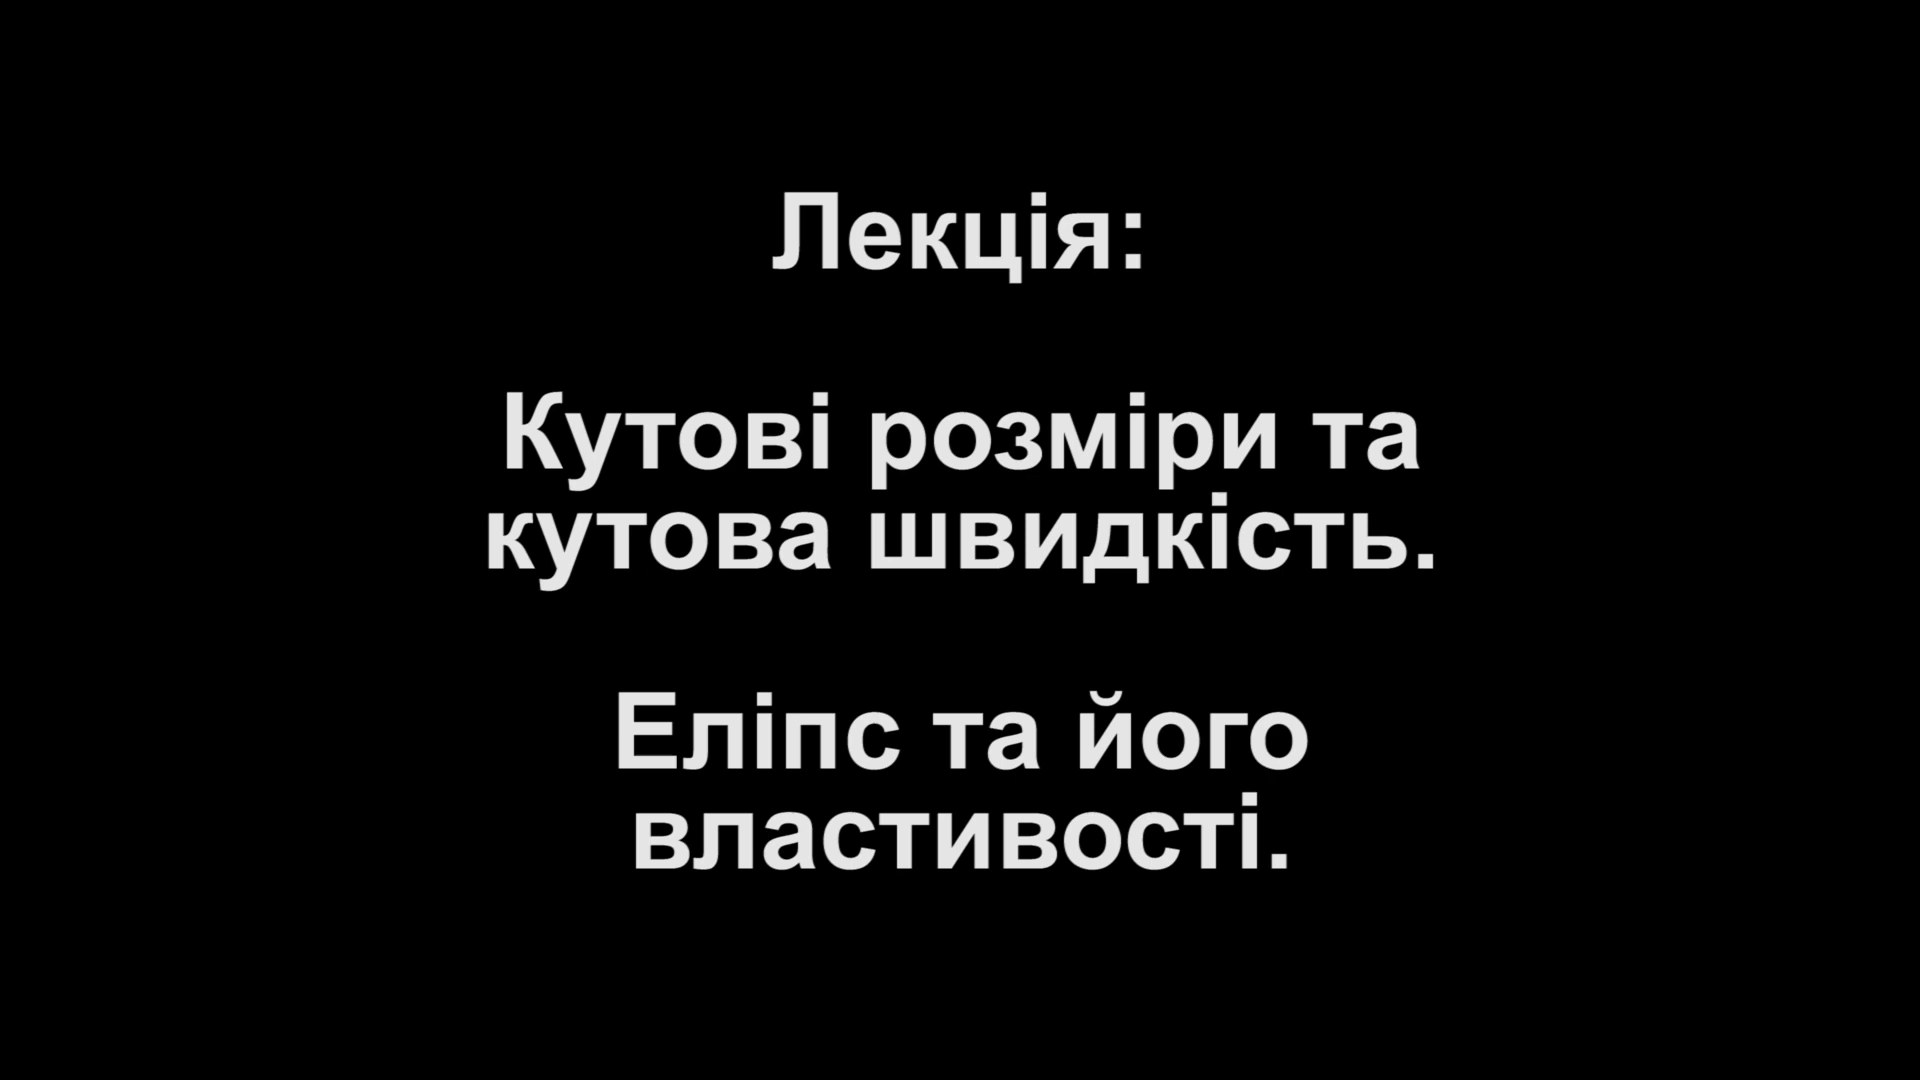 Лекція:
Кутові розміри та
кутова швидкість.
Еліпс та його
властивості.